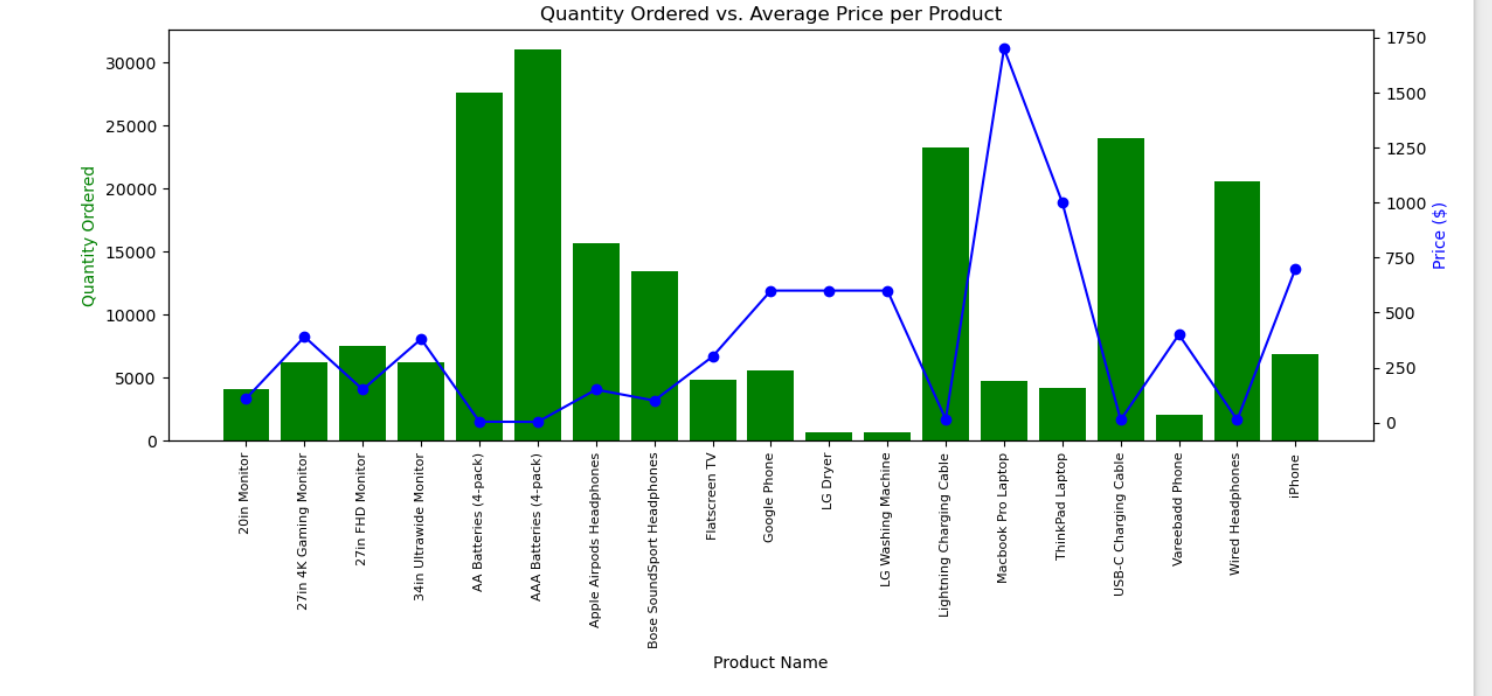 Quantity Ordered vs. Average Price per Product
30000
25000
20000
15000
10000
5000
0
Quantity Ordered
1750
1500
1250
1000
750
500
250
0
Price ($)
20in Monitor
27in 4K Gaming Monitor
27in FHD Monitor
34in Ultrawide Monitor
AA Batteries (4-pack)
AAA Batteries (4-pack)
Apple Airpods Headphones
Bose SoundSport Headphones
Flatscreen TV
Google Phone
LG Dryer
LG Washing Machine
Lightning Charging Cable
Macbook Pro Laptop
ThinkPad Laptop
USB-C Charging Cable
Vareebadd Phone
Wired Headphones
iPhone
Product Name